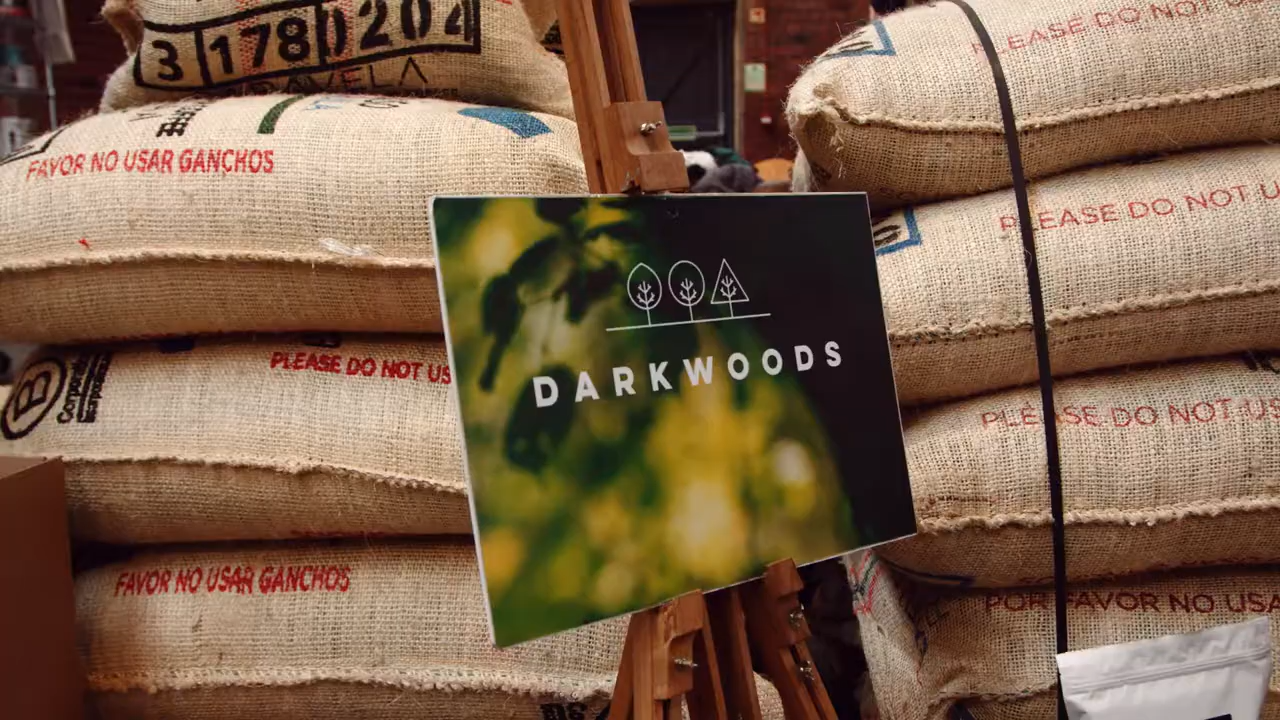 3 178 0204
FAVOR NO USAR GANCHOS
PLEASE DO NOT US
B
Corporation
FAVOR NO USAR GANCHOS
DARKWOODS
PLEASE DO NOT U
PLEASE DO NOT U
PLEASE DO NOT US
POR FAVOR NO USA